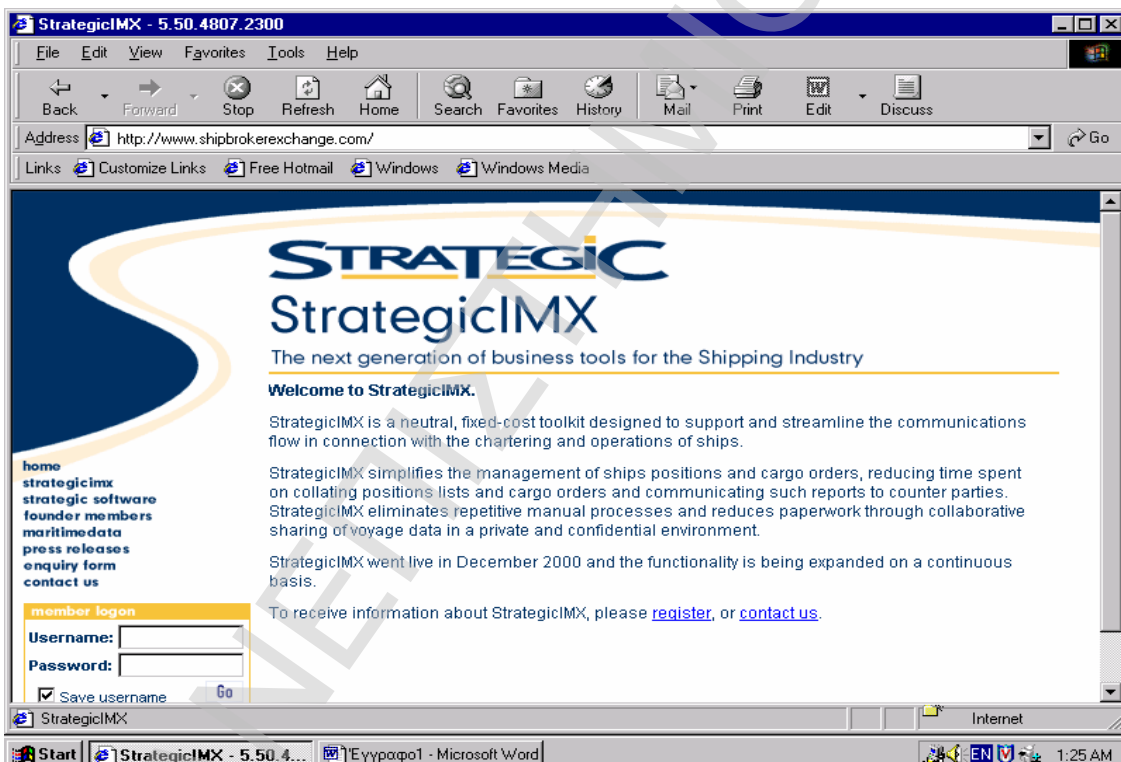 StrategicIMX - 5.50.4807.2300
File Edit View Favorites Tools Help
Back Forward Stop Refresh Home Search Favorites History Mail Print Edit Discuss
Address http://www.shipbrokerexchange.com/ Go
Links Customize Links Free Hotmail Windows Windows Media
STRATEGIC
StrategicIMX
The next generation of business tools for the Shipping Industry
Welcome to StrategicIMX.
StrategicIMX is a neutral, fixed-cost toolkit designed to support and streamline the communications
flow in connection with the chartering and operations of ships.
StrategicIMX simplifies the management of ships positions and cargo orders, reducing time spent
on collating positions lists and cargo orders and communicating such reports to counter parties.
StrategicIMX eliminates repetitive manual processes and reduces paperwork through collaborative
sharing of voyage data in a private and confidential environment.
StrategicIMX went live in December 2000 and the functionality is being expanded on a continuous
basis.
To receive information about StrategicIMX, please register, or contact us.
home
strategicimx
strategic software
founder members
maritimedata
press releases
enquiry form
contact us
member logon
Username:
Password:
Save username Go
StrategicIMX Internet
Start StrategicIMX - 5.50.4... Έγγραφο1 - Microsoft Word EN 1:25 AM